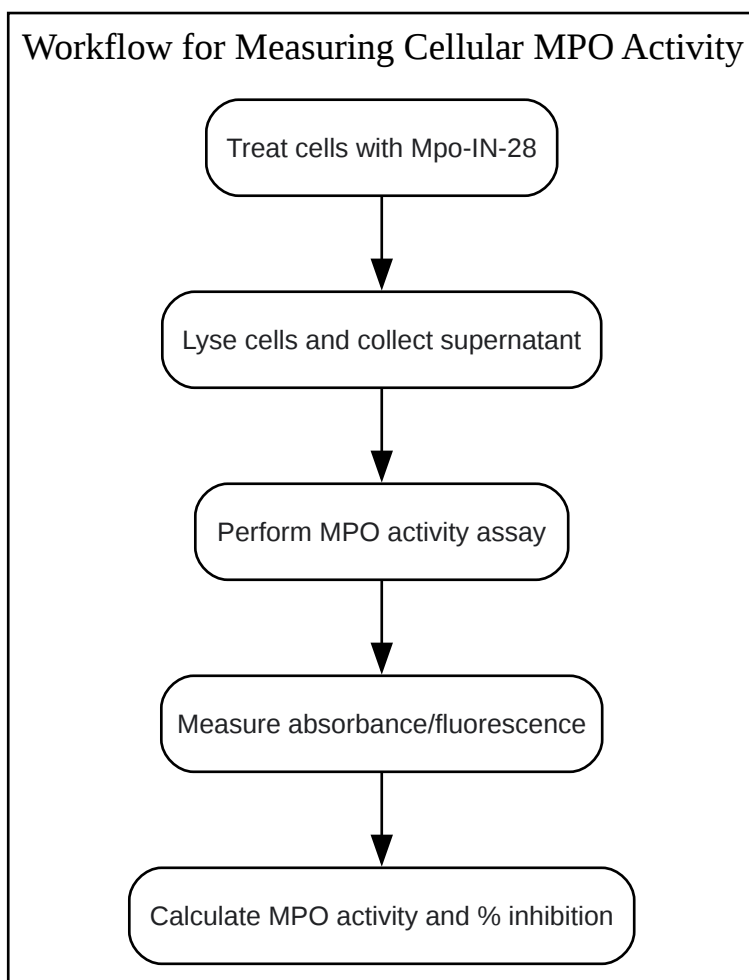 Workflow for Measuring Cellular MPO Activity
Treat cells with Mpo-IN-28
Lyse cells and collect supernatant
Perform MPO activity assay
Measure absorbance/fluorescence
Calculate MPO activity and % inhibition